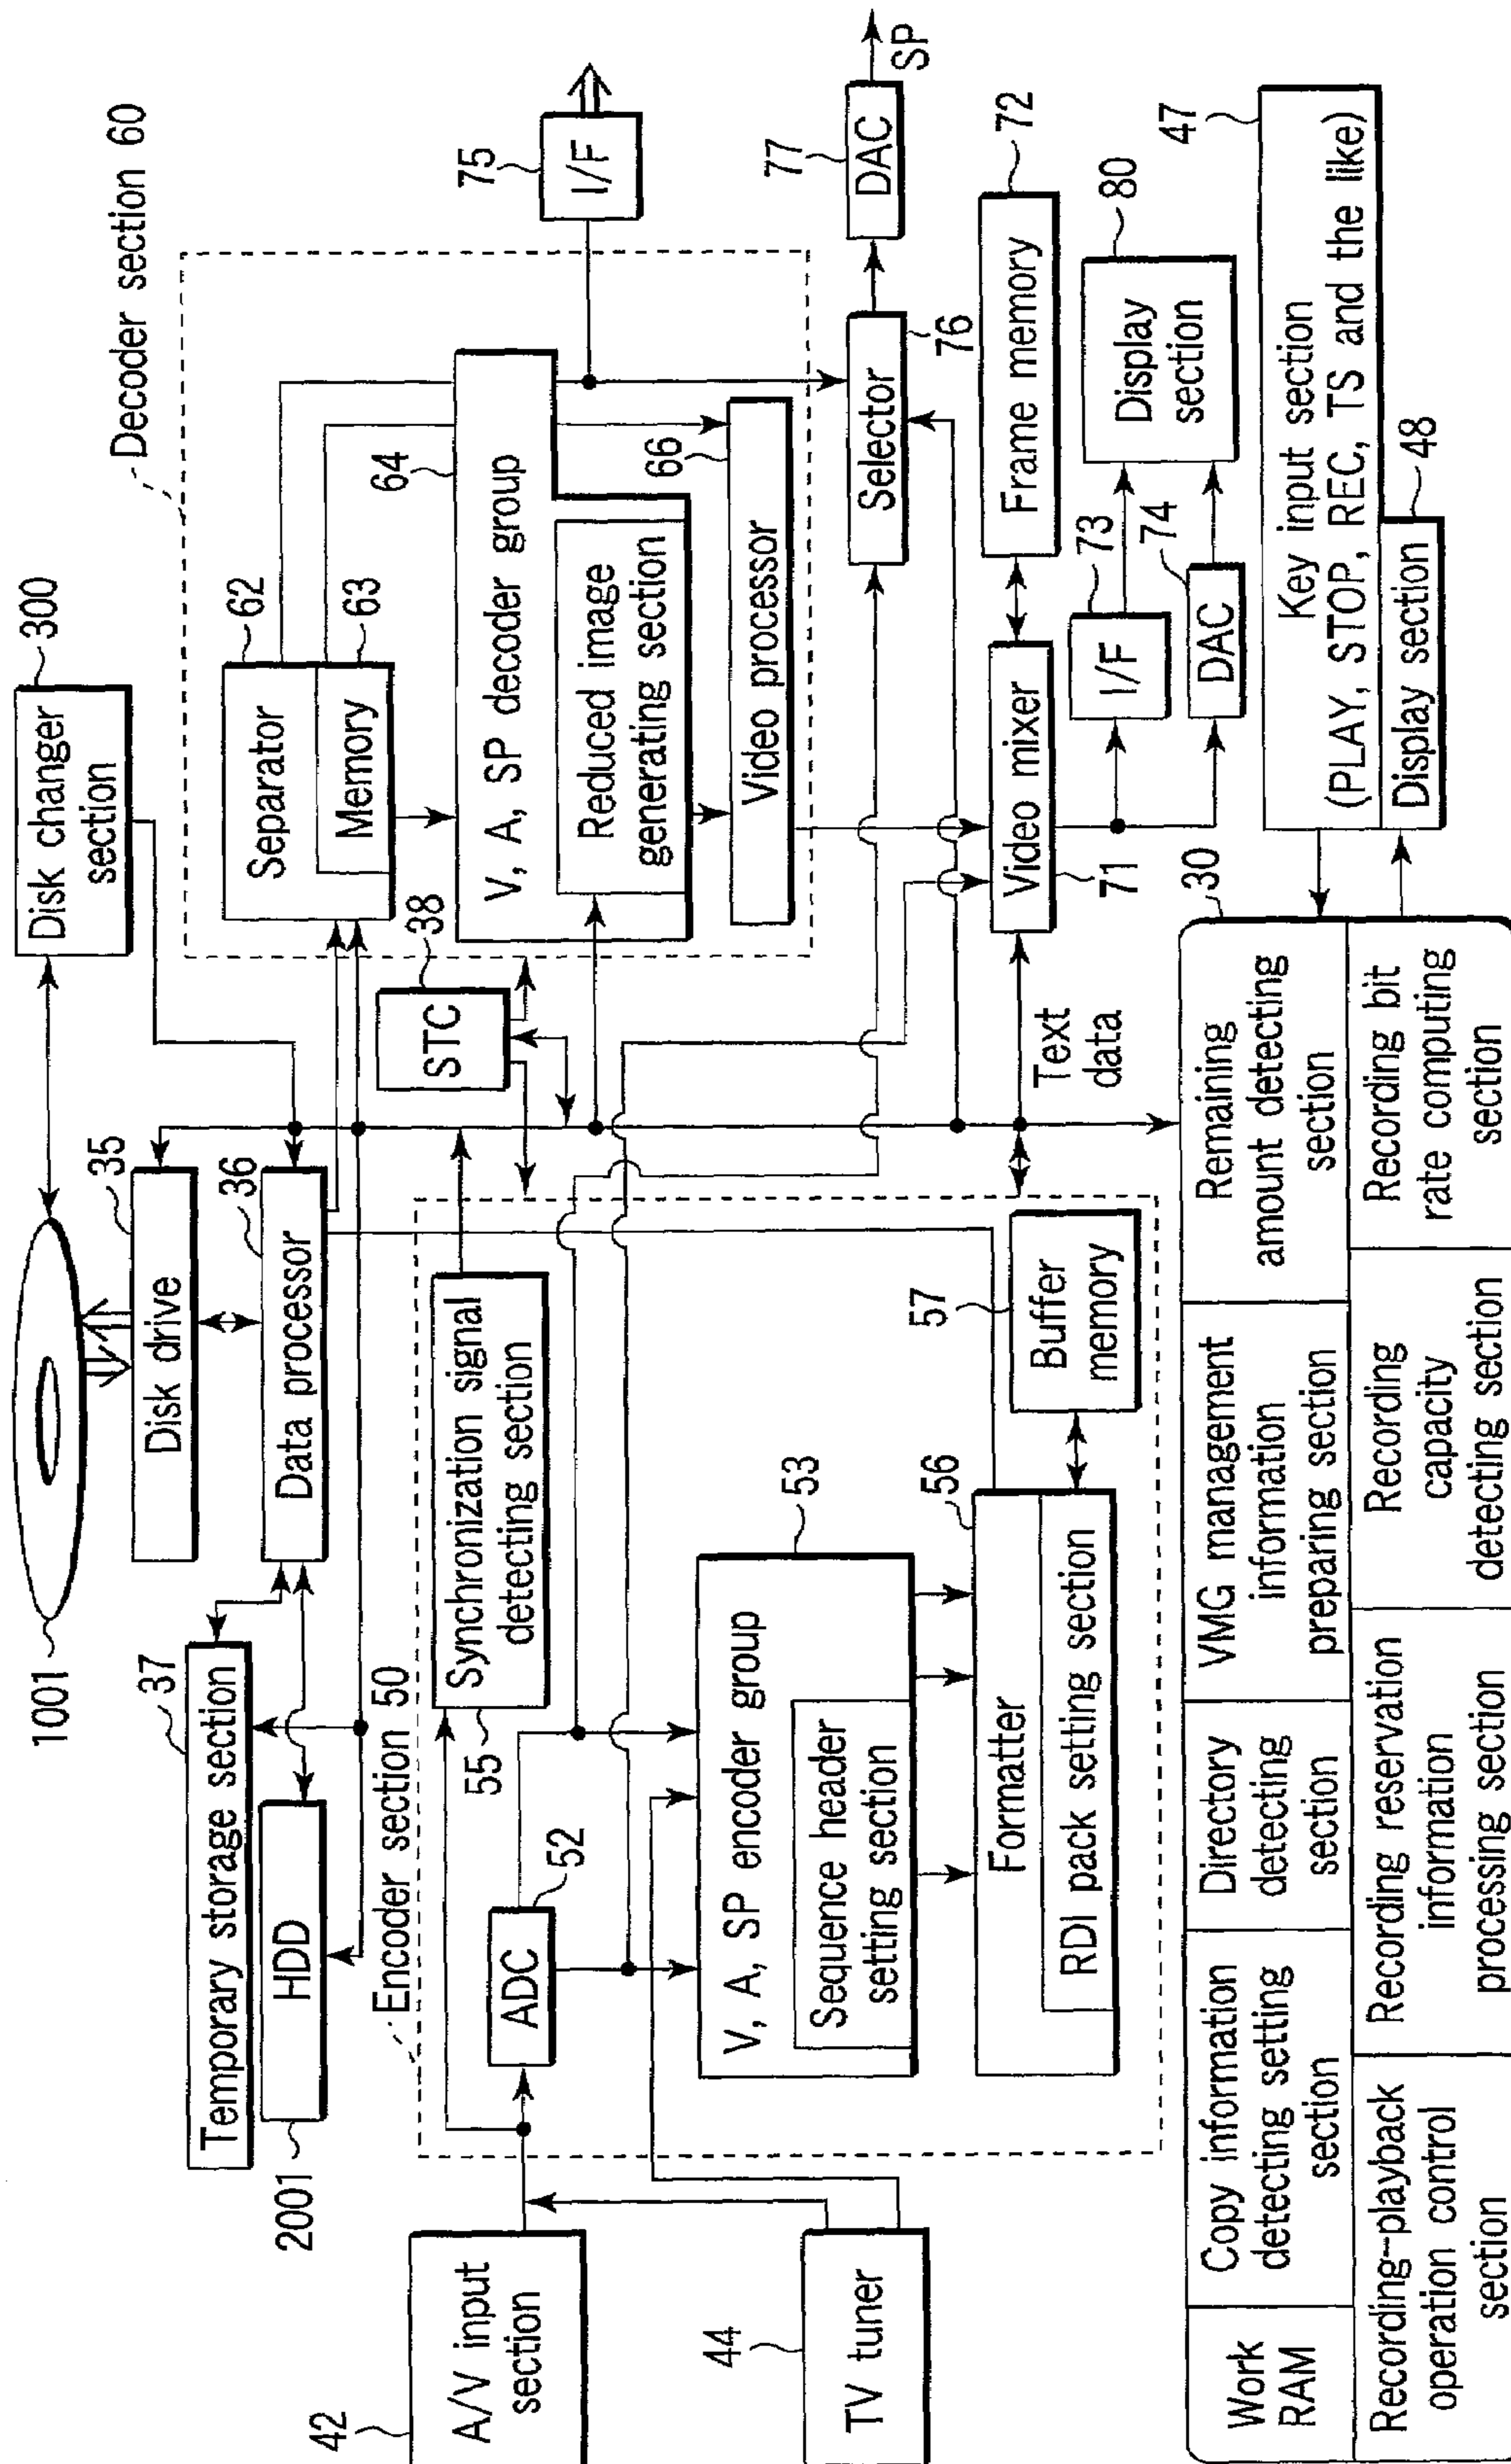 1001
Disk changer
section
300
Disk drive
35
Temporary storage section
37
HDD
2001
Data processor
36
Decoder section 60
Separator
62
Memory
63
V, A, SP decoder group
64
Reduced image
generating section
Video processor
66
I/F
75
STC
38
Encoder section 50
Synchronization signal
detecting section
55
ADC
52
V, A, SP encoder group
53
Sequence header
setting section
Formatter
56
RDI pack setting section
Buffer
memory
57
A/V input
section
42
TV tuner
44
Selector
76
DAC
77
SP
Video mixer
71
Frame memory
72
I/F
73
DAC
74
Display
section
80
Text
data
Key input section
(PLAY, STOP, REC, TS and the like)
47
Display section
48
30
Work
RAM
Copy information
detecting setting
section
Directory
detecting
section
VMG management
information
preparing section
Remaining
amount detecting
section
Recording-playback
operation control
section
Recording reservation
information
processing section
Recording
capacity
detecting section
Recording bit
rate computing
section